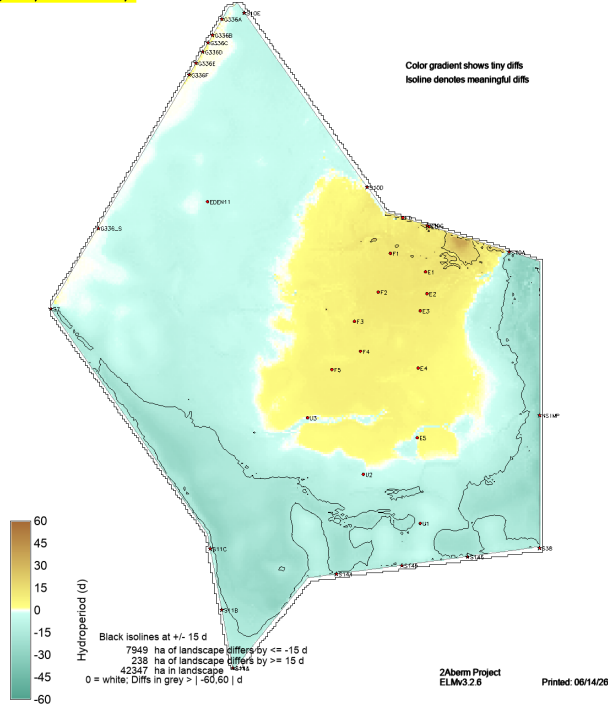 S10E
G336A
G336B
G336C
G336D
G336E
G336F
Color gradient shows tiny diffs
Isoline denotes meaningful diffs
S10D
EDEN11
G336_S
S10A
F1
E1
F2
E2
E3
F3
F4
F5
E4
S7
U3
NS1MP
E5
U2
U1
S11C
S38
S11B
60
45
30
15
0
-15
-30
-45
-60
Hydroperiod (d)
Black isolines at +/- 15 d
7949 ha of landscape differs by <= -15 d
238 ha of landscape differs by >= 15 d
42347 ha in landscape
0 = white; Diffs in grey > | -60,60 | d
2Aberm Project
ELMv3.2.6
Printed: 06/14/26